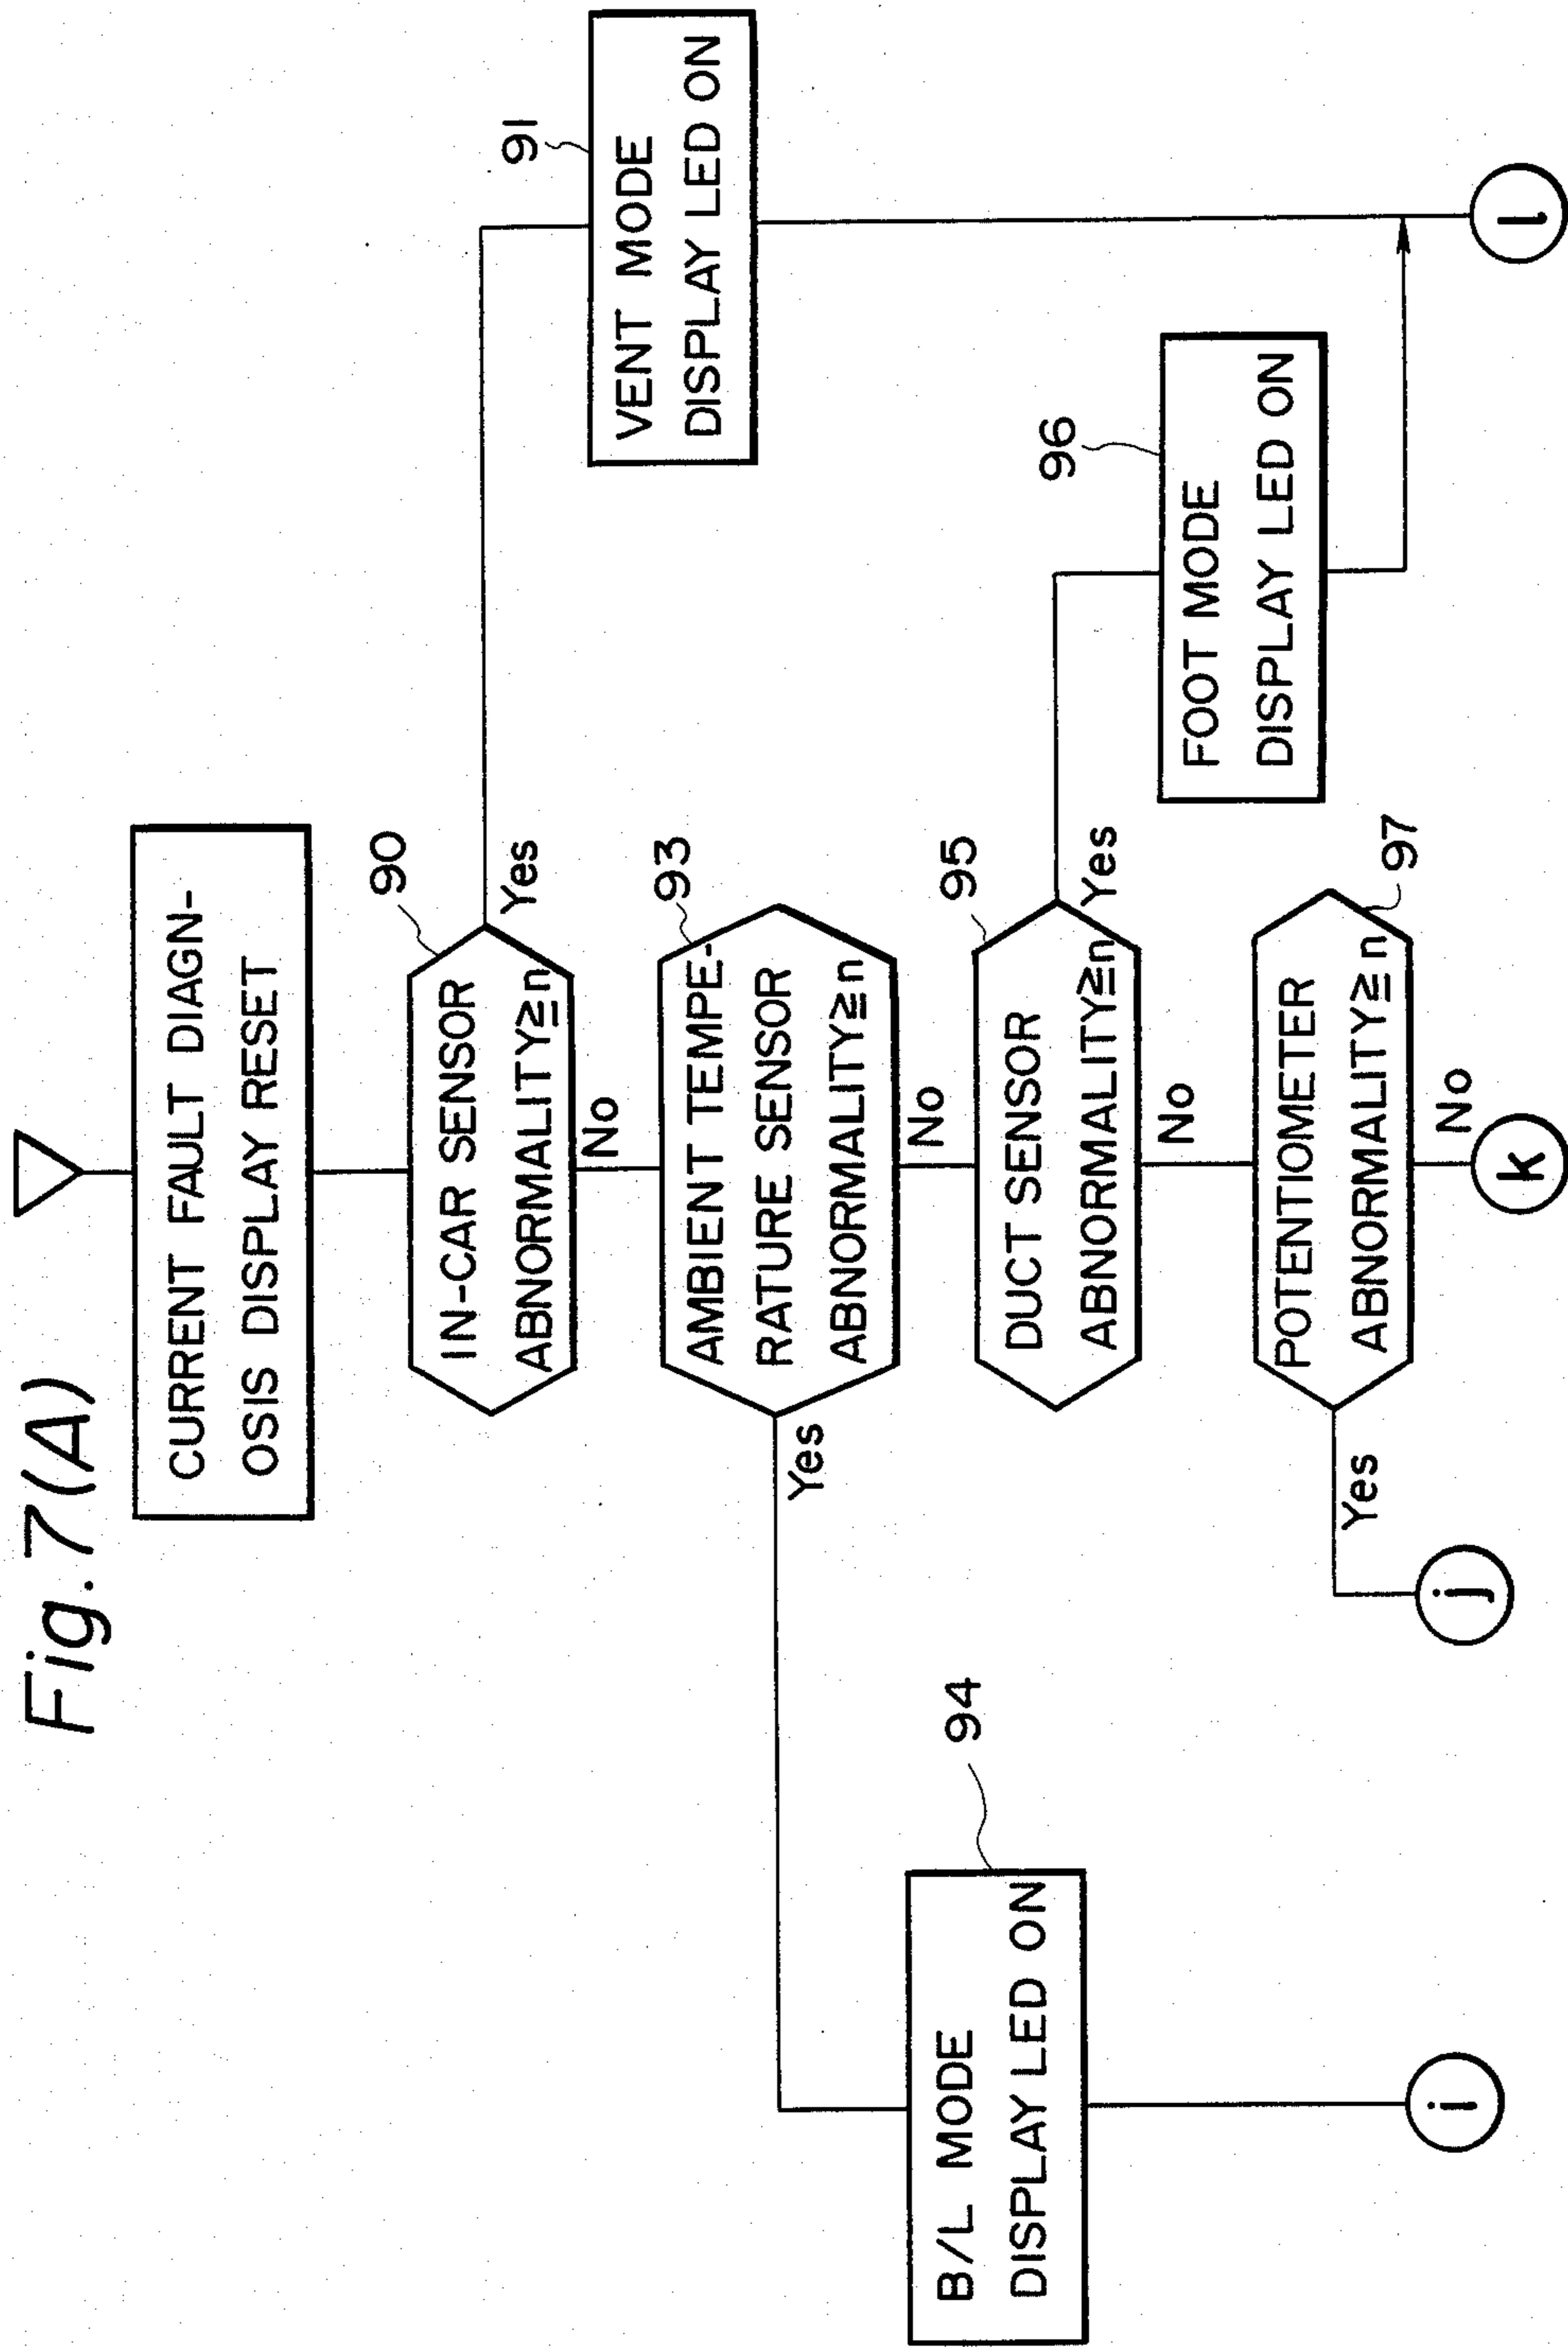 Fig. 7(A)
CURRENT FAULT DIAGN-
OSIS DISPLAY RESET
90
IN-CAR SENSOR
ABNORMALITY≧n
Yes
No
91
VENT MODE
DISPLAY LED ON
93
AMBIENT TEMPE-
RATURE SENSOR
ABNORMALITY≧n
Yes
No
94
B/L MODE
DISPLAY LED ON
95
DUCT SENSOR
ABNORMALITY≧n
Yes
No
96
FOOT MODE
DISPLAY LED ON
97
POTENTIOMETER
ABNORMALITY≧n
Yes
No
i
j
k
l